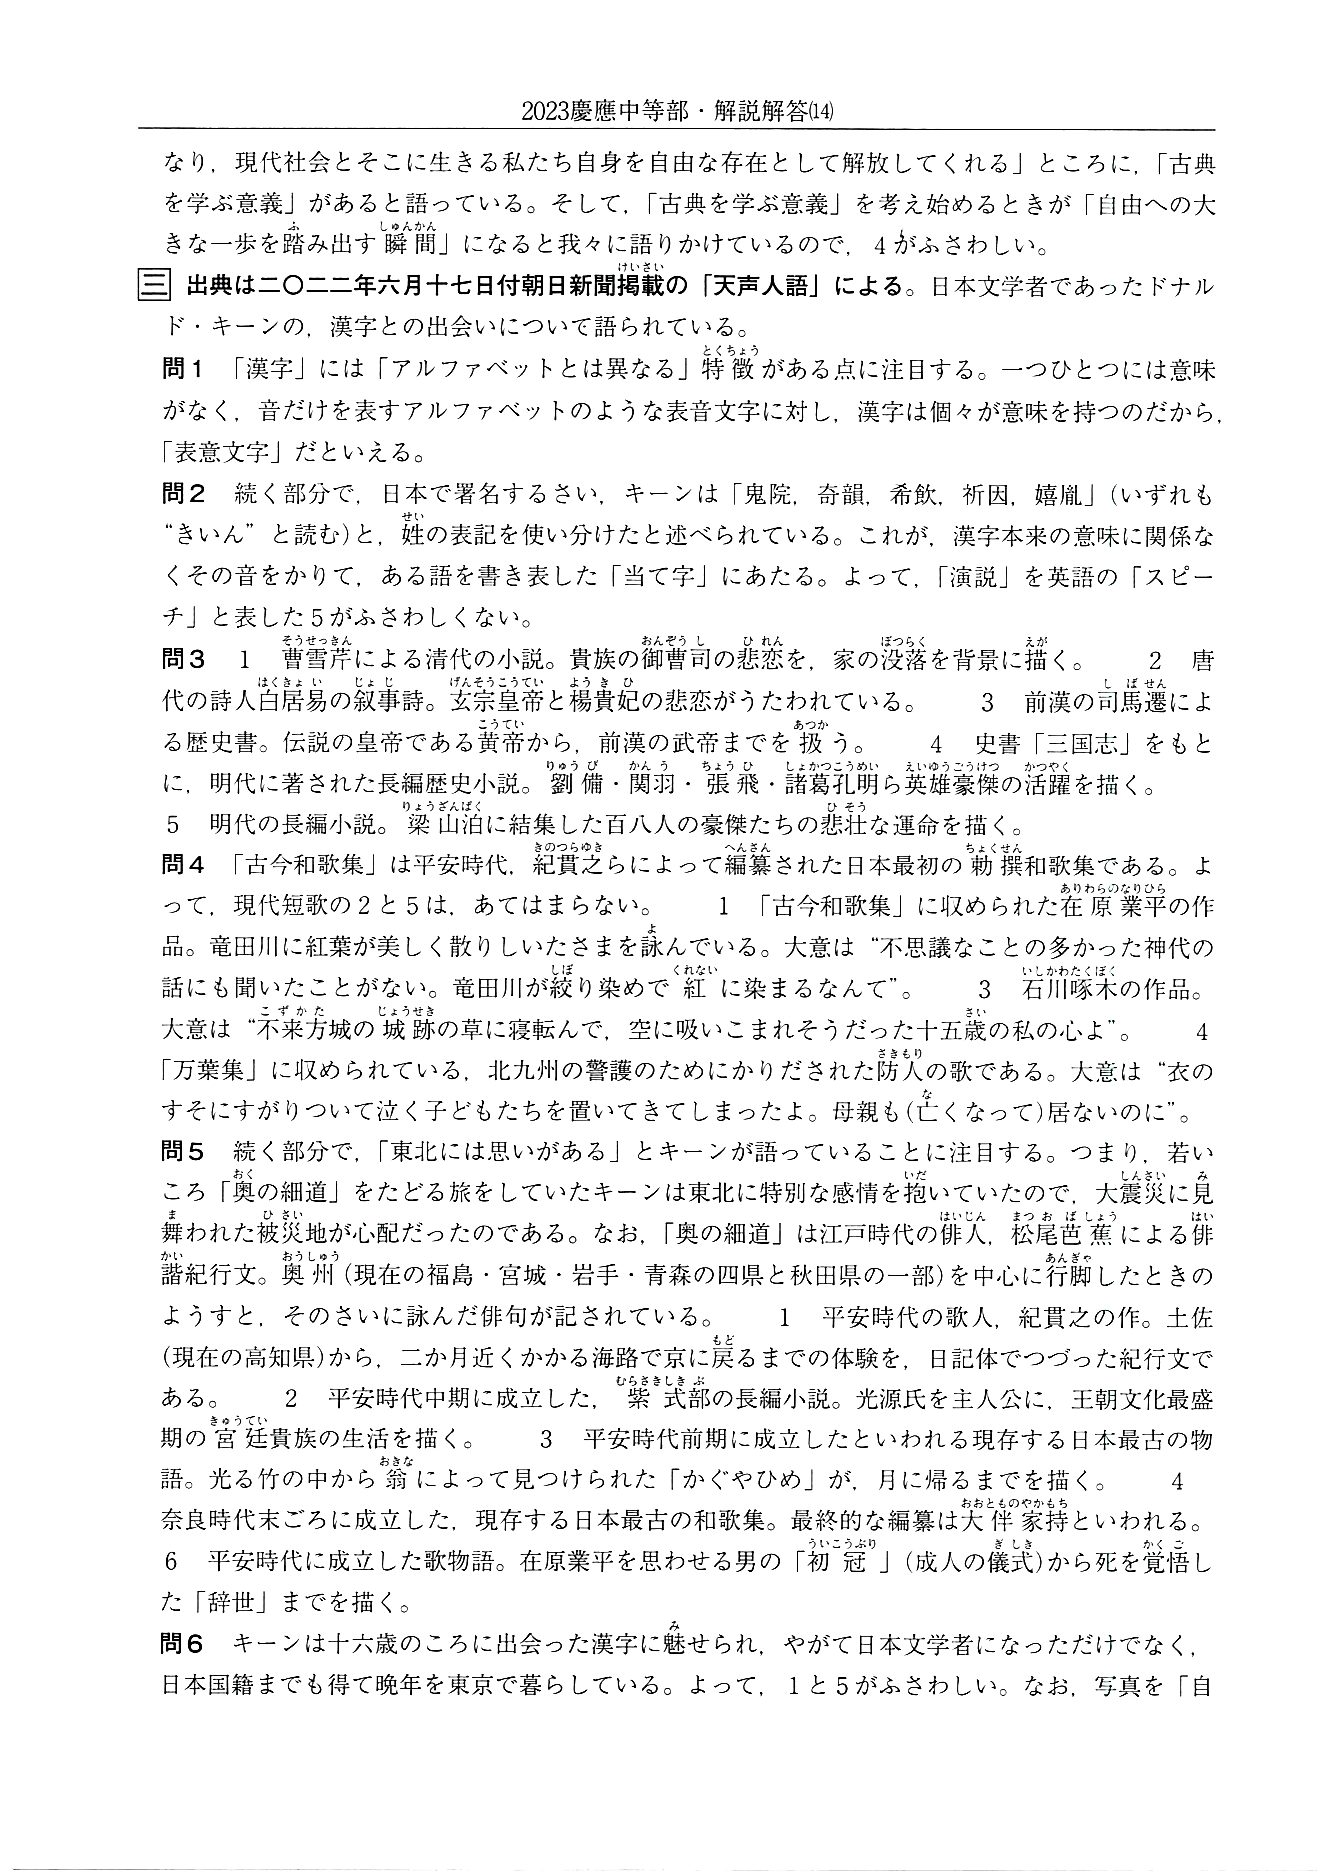 2023慶應中等部・解説解答(14)
なり，現代社会とそこに生きる私たち自身を自由な存在として解放してくれる」ところに，「古典
を学ぶ意義」があると語っている。そして，「古典を学ぶ意義」を考え始めるときが「自由への大
きな一歩を踏み出す瞬間」になると我々に語りかけているので，4がふさわしい。
三 出典は二〇二二年六月十七日付朝日新聞掲載の「天声人語」による。日本文学者であったドナル
ド・キーンの，漢字との出会いについて語られている。
問1 「漢字」には「アルファベットとは異なる」特徴がある点に注目する。一つひとつには意味
がなく，音だけを表すアルファベットのような表音文字に対し，漢字は個々が意味を持つのだから，
「表意文字」だといえる。
問2 続く部分で，日本で署名するさい，キーンは「鬼院，奇韻，希飲，祈因，嬉胤」(いずれも
“きいん”と読む)と，姓の表記を使い分けたと述べられている。これが，漢字本来の意味に関係な
くその音をかりて，ある語を書き表した「当て字」にあたる。よって，「演説」を英語の「スピー
チ」と表した5がふさわしくない。
問3 1 曹雪芹による清代の小説。貴族の御曹司の悲恋を，家の没落を背景に描く。 2 唐
代の詩人白居易の叙事詩。玄宗皇帝と楊貴妃の悲恋がうたわれている。 3 前漢の司馬遷によ
る歴史書。伝説の皇帝である黄帝から，前漢の武帝までを扱う。 4 史書「三国志」をもと
に，明代に著された長編歴史小説。劉備・関羽・張飛・諸葛孔明ら英雄豪傑の活躍を描く。
5 明代の長編小説。梁山泊に結集した百八人の豪傑たちの悲壮な運命を描く。
問4 「古今和歌集」は平安時代，紀貫之らによって編纂された日本最初の勅撰和歌集である。よ
って，現代短歌の2と5は，あてはまらない。 1 「古今和歌集」に収められた在原業平の作
品。竜田川に紅葉が美しく散りしいたさまを詠んでいる。大意は“不思議なことの多かった神代の
話にも聞いたことがない。竜田川が絞り染めで紅に染まるなんて”。 3 石川啄木の作品。
大意は“不来方城の城跡の草に寝転んで，空に吸いこまれそうだった十五歳の私の心よ”。 4
「万葉集」に収められている，北九州の警護のためにかりだされた防人の歌である。大意は“衣の
すそにすがりついて泣く子どもたちを置いてきてしまったよ。母親も(亡くなって)居ないのに”。
問5 続く部分で，「東北には思いがある」とキーンが語っていることに注目する。つまり，若い
ころ「奥の細道」をたどる旅をしていたキーンは東北に特別な感情を抱いていたので，大震災に見
舞われた被災地が心配だったのである。なお，「奥の細道」は江戸時代の俳人，松尾芭蕉による俳
諧紀行文。奥州(現在の福島・宮城・岩手・青森の四県と秋田県の一部)を中心に行脚したときの
ようすと，そのさいに詠んだ俳句が記されている。 1 平安時代の歌人，紀貫之の作。土佐
(現在の高知県)から，二か月近くかかる海路で京に戻るまでの体験を，日記体でつづった紀行文で
ある。 2 平安時代中期に成立した，紫式部の長編小説。光源氏を主人公に，王朝文化最盛
期の宮廷貴族の生活を描く。 3 平安時代前期に成立したといわれる現存する日本最古の物
語。光る竹の中から翁によって見つけられた「かぐやひめ」が，月に帰るまでを描く。 4
奈良時代末ごろに成立した，現存する日本最古の和歌集。最終的な編纂は大伴家持といわれる。
6 平安時代に成立した歌物語。在原業平を思わせる男の「初冠」(成人の儀式)から死を覚悟し
た「辞世」までを描く。
問6 キーンは十六歳のころに出会った漢字に魅せられ，やがて日本文学者になっただけでなく，
日本国籍までも得て晩年を東京で暮らしている。よって，1と5がふさわしい。なお，写真を「自